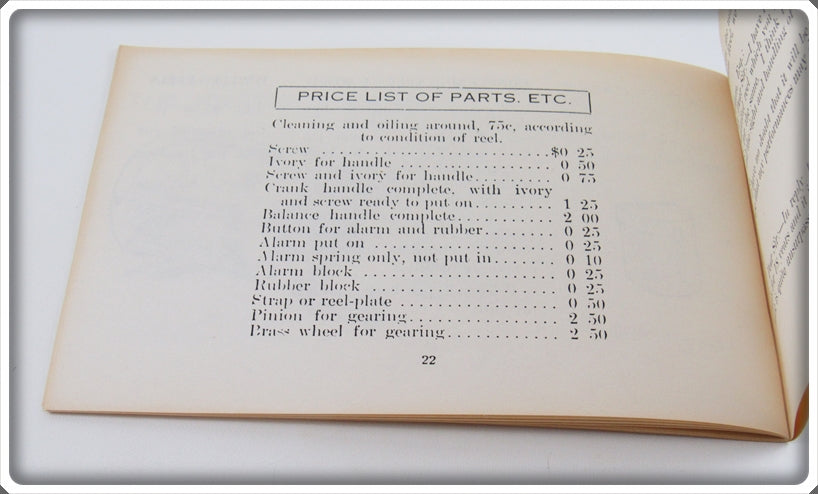 PRICE LIST OF PARTS. ETC.
Cleaning and oiling around, 75c, according
to condition of reel.
Screw ..............................$0 25
Ivory for handle .................... 0 50
Screw and ivory for handle......... 0 75
Crank handle complete. with ivory
and screw ready to put on......... 1 25
Balance handle complete........... 2 00
Button for alarm and rubber....... 0 25
Alarm put on ...................... 0 25
Alarm spring only, not put in....... 0 10
Alarm block ....................... 0 25
Rubber block ...................... 0 25
Strap or reel-plate .................. 0 50
Pinion for gearing................. 2 50
Brass wheel for gearing............ 2 50
22